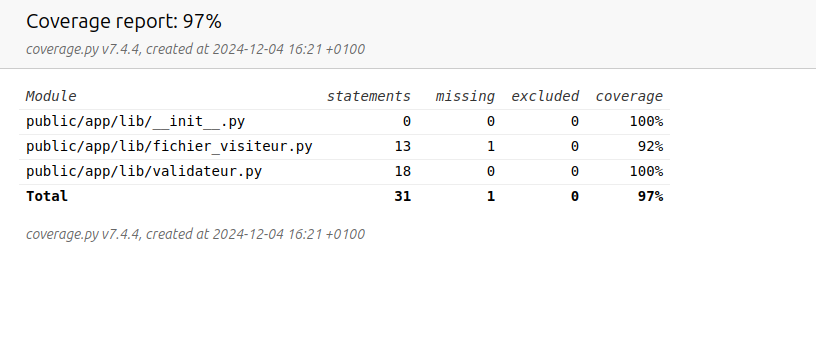 Coverage report: 97%
coverage.py v7.4.4, created at 2024-12-04 16:21 +0100
Module statements missing excluded coverage
public/app/lib/__init__.py 0 0 0 100%
public/app/lib/fichier_visiteur.py 13 1 0 92%
public/app/lib/validateur.py 18 0 0 100%
Total 31 1 0 97%
coverage.py v7.4.4, created at 2024-12-04 16:21 +0100